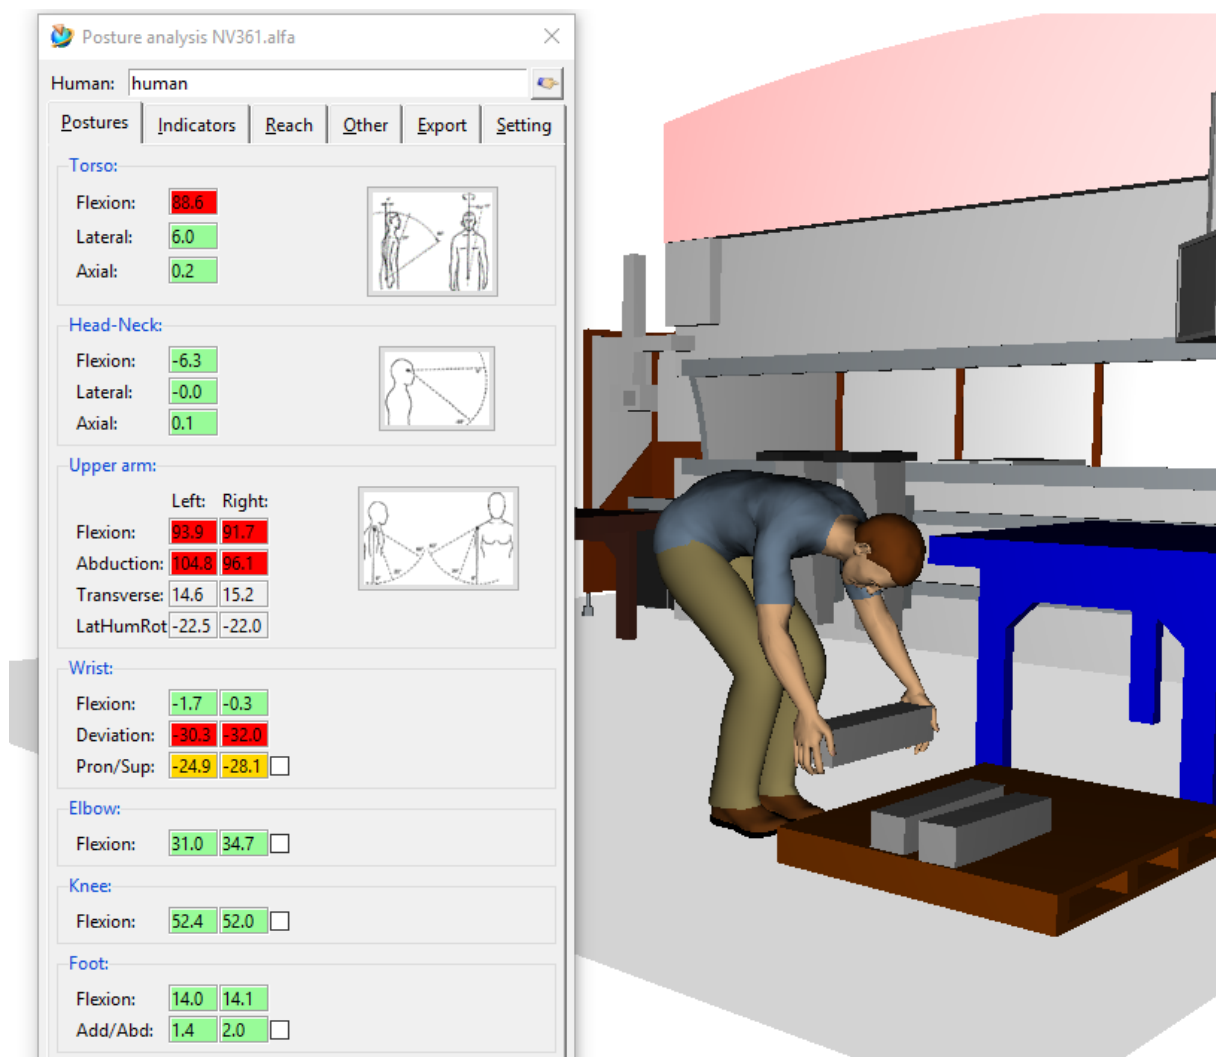 Posture analysis NV361.alfa
Human: human
Postures Indicators Reach Other Export Setting
Torso:
Flexion: 88.6
Lateral: 6.0
Axial: 0.2
Head-Neck:
Flexion: -6.3
Lateral: -0.0
Axial: 0.1
Upper arm:
Left: Right:
Flexion: 93.9 91.7
Abduction: 104.8 96.1
Transverse: 14.6 15.2
LatHumRot -22.5 -22.0
Wrist:
Flexion: -1.7 -0.3
Deviation: -30.3 -32.0
Pron/Sup: -24.9 -28.1
Elbow:
Flexion: 31.0 34.7
Knee:
Flexion: 52.4 52.0
Foot:
Flexion: 14.0 14.1
Add/Abd: 1.4 2.0